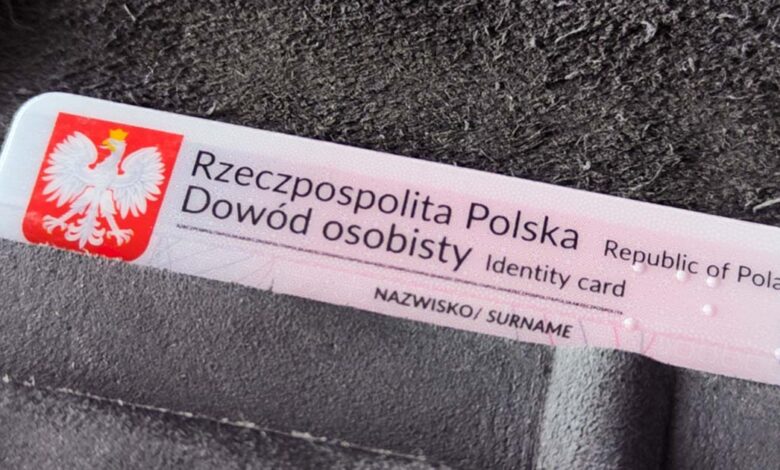 Rzeczpospolita Polska Republic of Pola
Dowód osobisty Identity card
NAZWISKO/ SURNAME